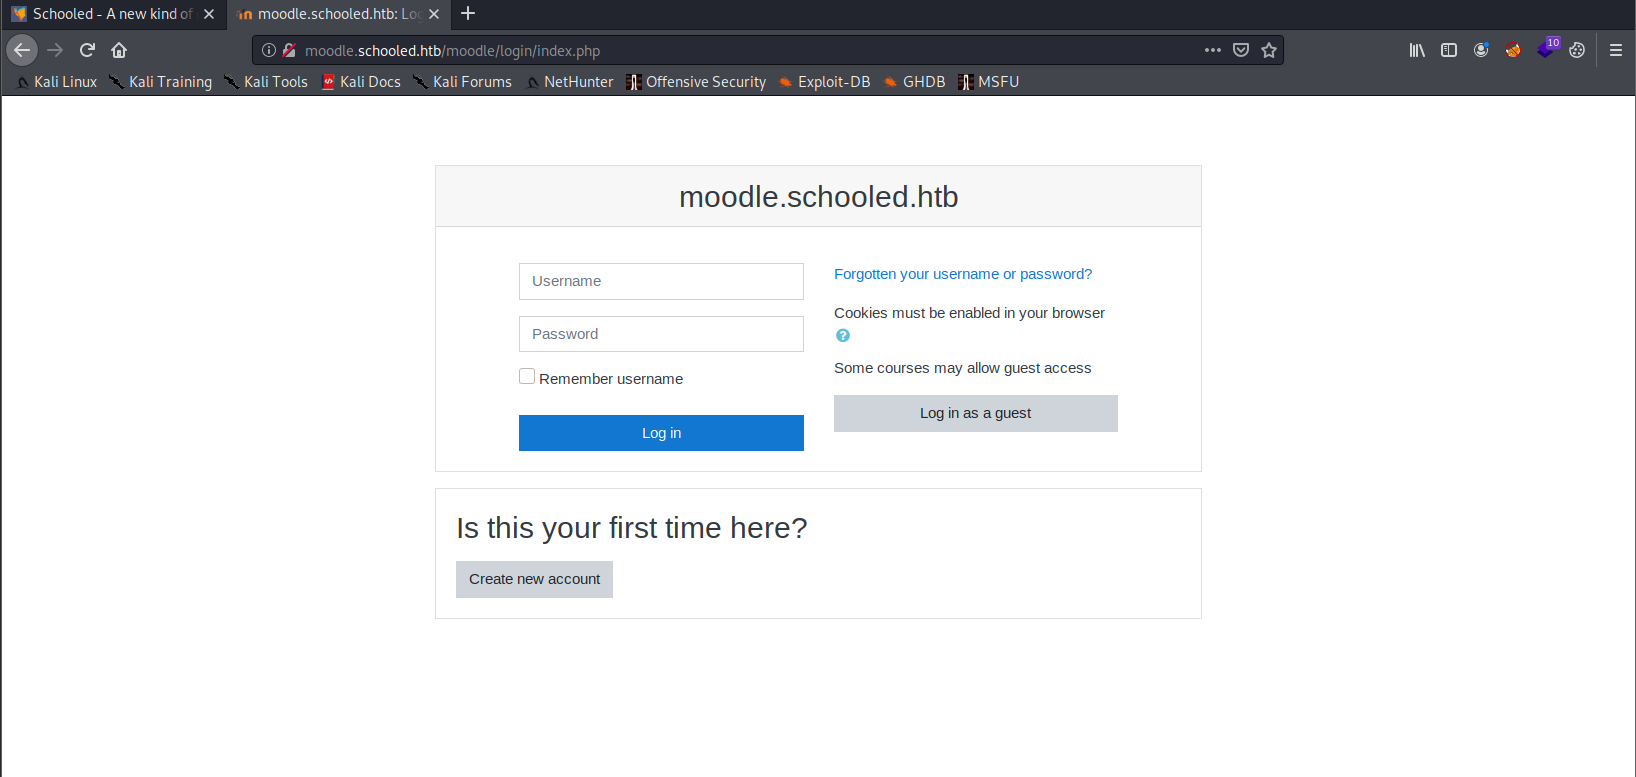 Schooled - A new kind of
moodle.schooled.htb: Log
moodle.schooled.htb/moodle/login/index.php
10
Kali Linux Kali Training Kali Tools Kali Docs Kali Forums NetHunter Offensive Security Exploit-DB GHDB MSFU
moodle.schooled.htb
Username
Password
Remember username
Log in
Forgotten your username or password?
Cookies must be enabled in your browser
Some courses may allow guest access
Log in as a guest
Is this your first time here?
Create new account